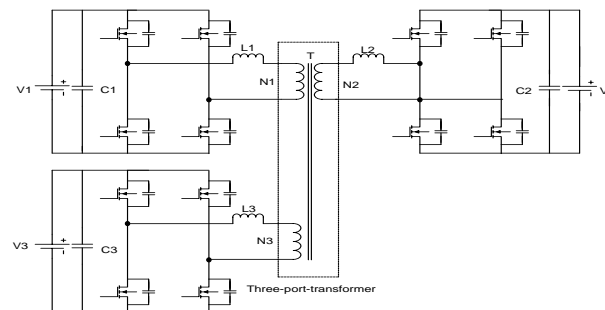 L1
T
L2
V1
+
C1
N1
N2
C2
+
V
L3
V3
+
C3
N3
Three-port-transformer